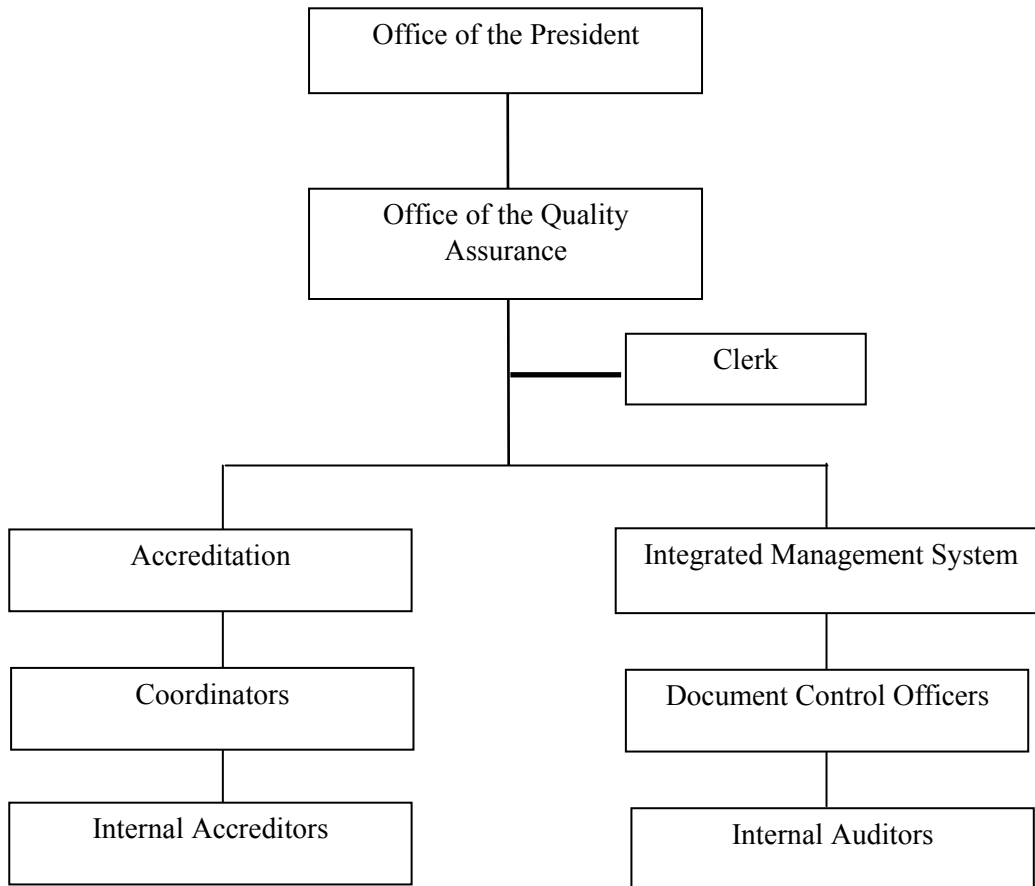 Office of the President
Office of the Quality
Assurance
Clerk
Accreditation
Integrated Management System
Coordinators
Document Control Officers
Internal Accreditors
Internal Auditors